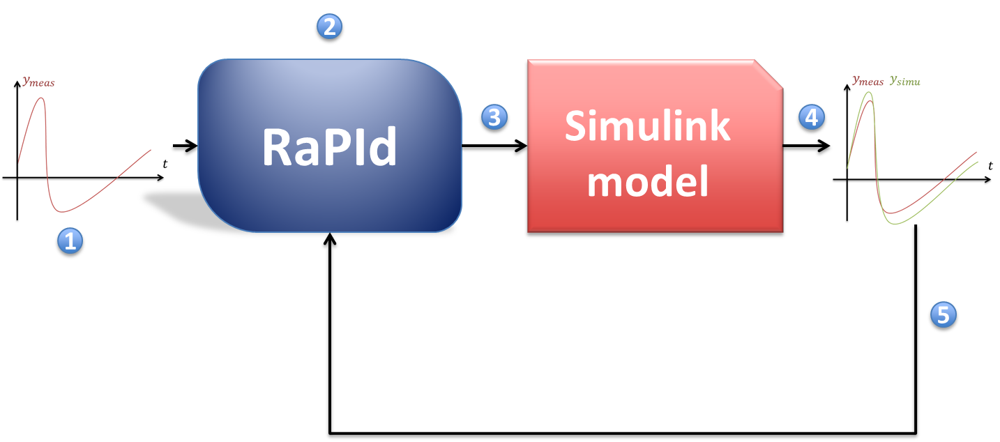 2
y_meas
t
1
RaPId
3
Simulink
model
4
y_meas y_simu
t
5